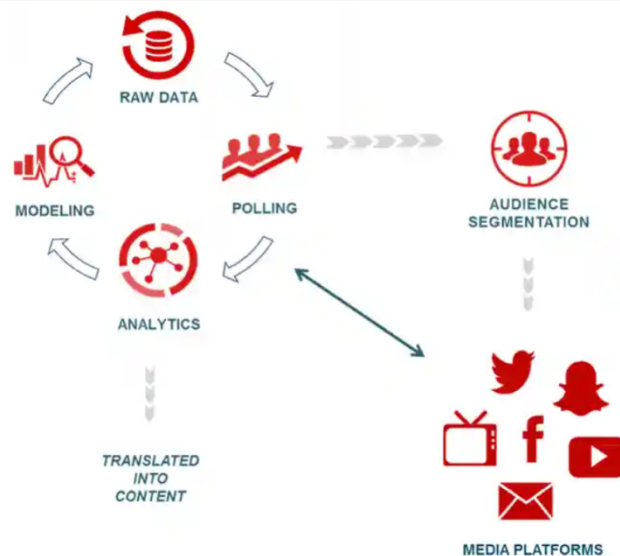 RAW DATA
MODELING
POLLING
AUDIENCE
SEGMENTATION
ANALYTICS
TRANSLATED
INTO
CONTENT
MEDIA PLATFORMS